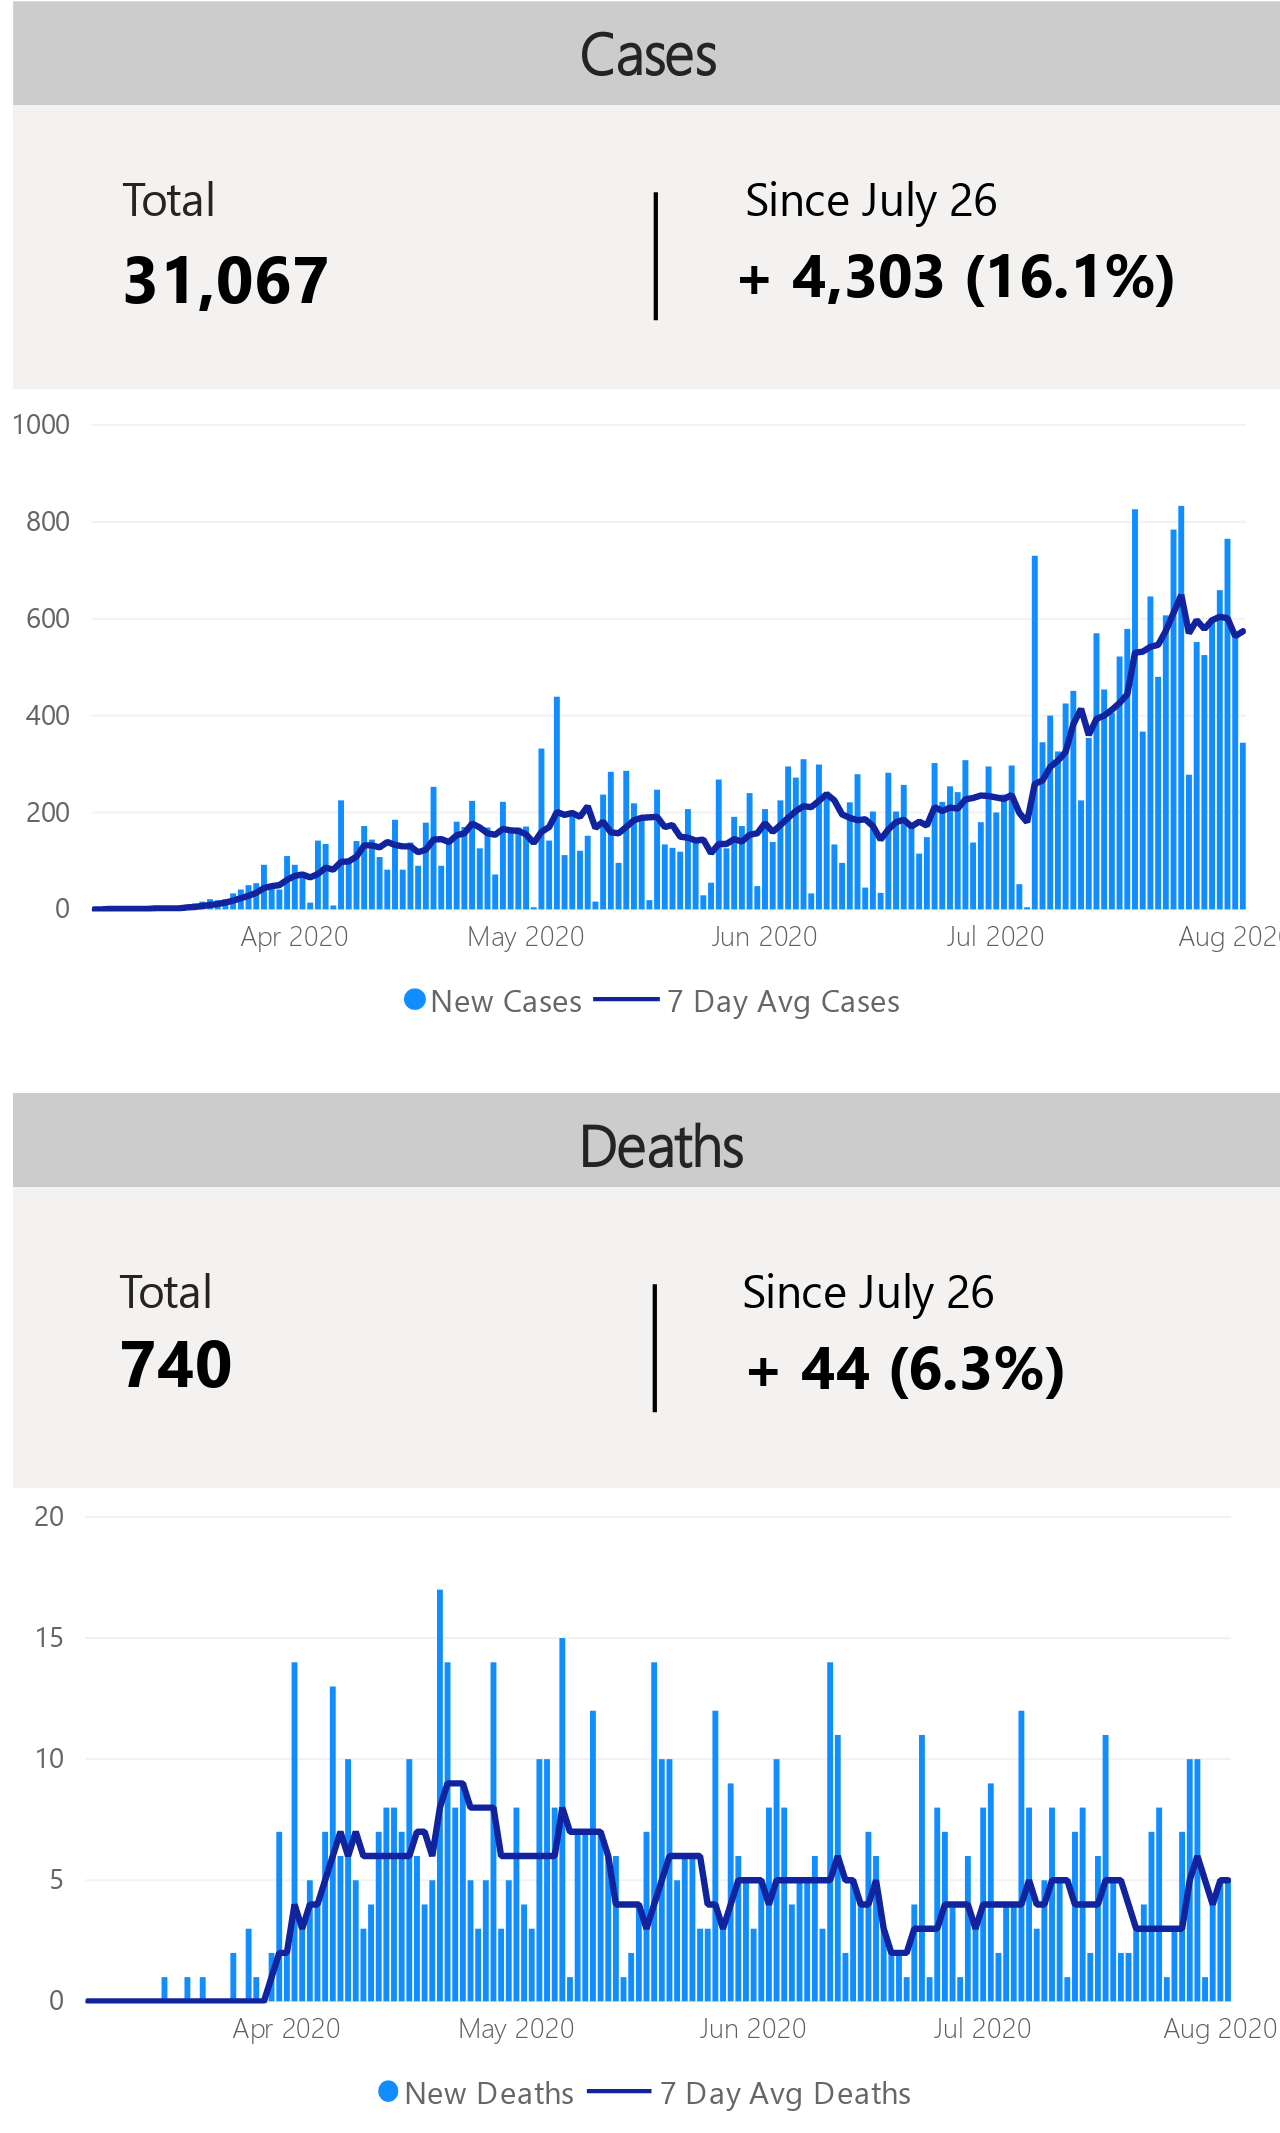 Cases
Total
Since July 26
31,067
+ 4,303 (16.1%)
1000
800
600
400
200
0
Apr 2020
May 2020
Jun 2020
Jul 2020
Aug 2020
New Cases
7 Day Avg Cases
Deaths
Total
Since July 26
740
+ 44 (6.3%)
20
15
10
5
0
Apr 2020
May 2020
Jun 2020
Jul 2020
Aug 2020
New Deaths
7 Day Avg Deaths